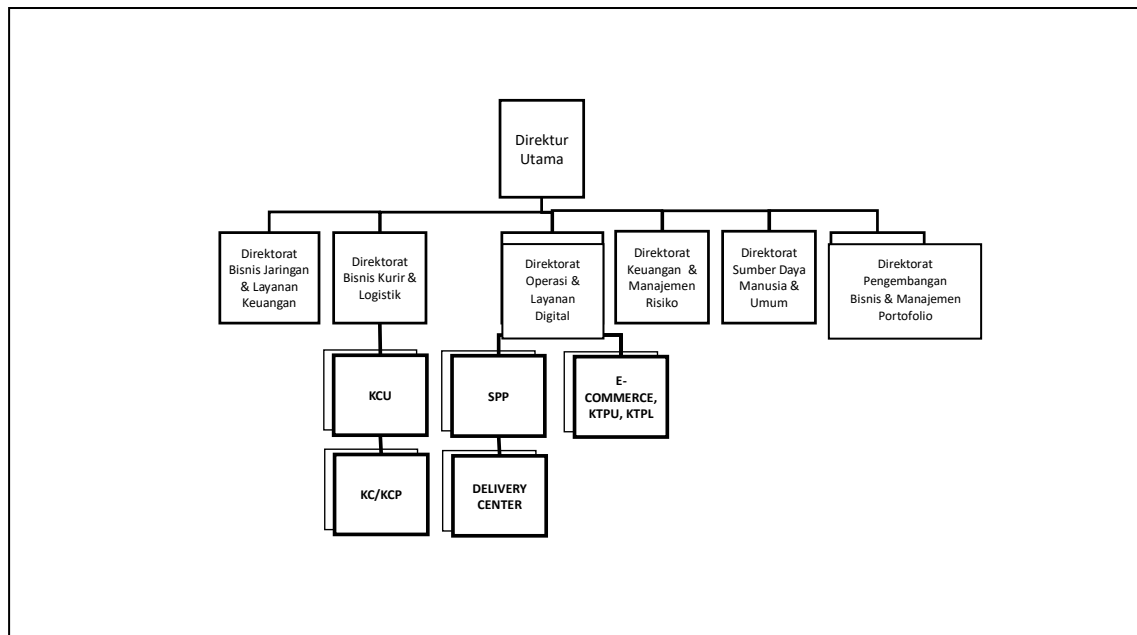 Direktur
Utama
Direktorat
Bisnis Jaringan
& Layanan
Keuangan
Direktorat
Bisnis Kurir &
Logistik
Direktorat
Operasi &
Layanan
Digital
Direktorat
Keuangan &
Manajemen
Risiko
Direktorat
Sumber Daya
Manusia &
Umum
Direktorat
Pengembangan
Bisnis & Manajemen
Portofolio
KCU
SPP
E-
COMMERCE,
KTPU, KTPL
KC/KCP
DELIVERY
CENTER